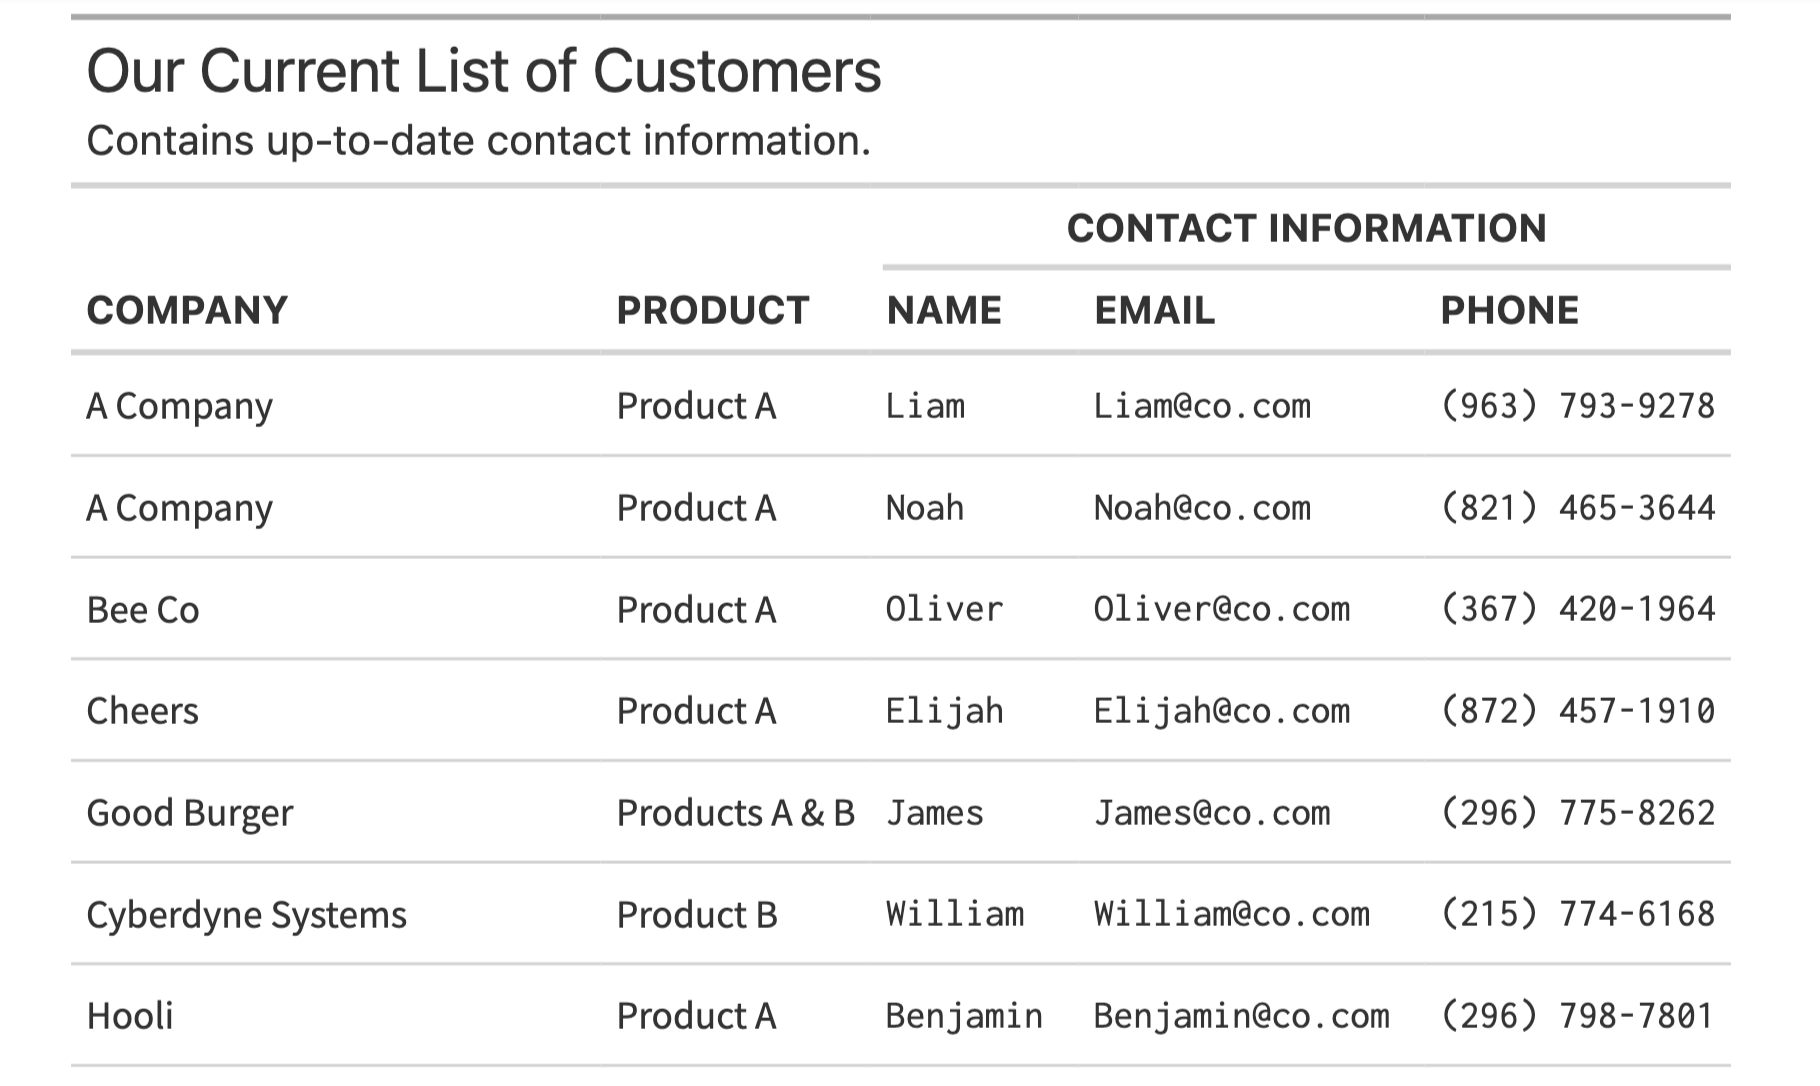 Our Current List of Customers
Contains up-to-date contact information.
CONTACT INFORMATION
COMPANY PRODUCT NAME EMAIL PHONE
A Company Product A Liam Liam@co.com (963) 793-9278
A Company Product A Noah Noah@co.com (821) 465-3644
Bee Co Product A Oliver Oliver@co.com (367) 420-1964
Cheers Product A Elijah Elijah@co.com (872) 457-1910
Good Burger Products A & B James James@co.com (296) 775-8262
Cyberdyne Systems Product B William William@co.com (215) 774-6168
Hooli Product A Benjamin Benjamin@co.com (296) 798-7801